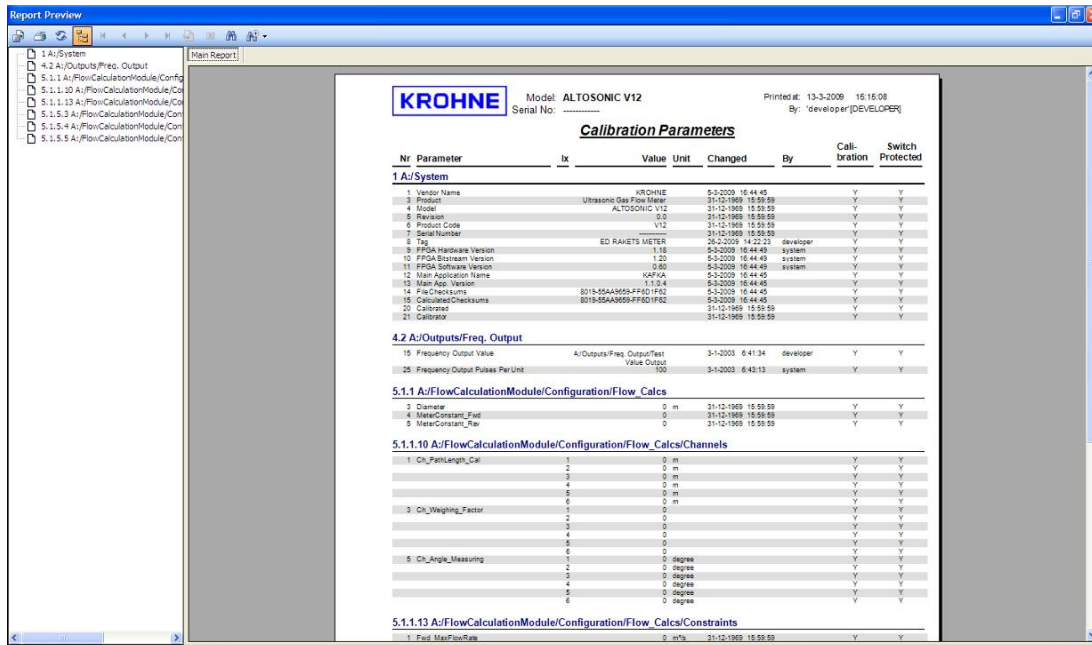 Report Preview
1 A:/System
4.2 A:/Outputs/Freq. Output
5.1.1 A:/FlowCalculationModule/Config
5.1.1.10 A:/FlowCalculationModule/Co
5.1.1.13 A:/FlowCalculationModule/Co
5.1.5.3 A:/FlowCalculationModule/Con
5.1.5.4 A:/FlowCalculationModule/Con
5.1.5.5 A:/FlowCalculationModule/Con
Main Report
KROHNE Model: ALTOSONIC V12 Printed at: 13-3-2009 15:15:08
Serial No: ------------ By: 'developer'[DEVELOPER]
Calibration Parameters
Nr Parameter Ix Value Unit Changed By Cali-bration Switch Protected
1 A:/System
1 Vendor Name KROHNE 5-3-2009 16:44:45 Y Y
3 Product Ultrasonic Gas Flow Meter 31-12-1969 15:59:59 Y Y
4 Model ALTOSONIC V12 31-12-1969 15:59:59 Y Y
5 Revision 0.0 31-12-1969 15:59:59 Y Y
6 Product Code V12 31-12-1969 15:59:59 Y Y
7 Serial Number ------------ 31-12-1969 15:59:59 Y Y
8 Tag ED RAKETS METER 26-2-2009 14:22:23 developer Y Y
9 FPGA Hardware Version 1.18 5-3-2009 16:44:49 system Y Y
10 FPGA Bitstream Version 1.20 5-3-2009 16:44:49 system Y Y
11 FPGA Software Version 0.60 5-3-2009 16:44:49 system Y Y
12 Main Application Name KAFKA 5-3-2009 16:44:45 Y Y
13 Main App. Version 1.1.0.4 5-3-2009 16:44:45 Y Y
14 File Checksums 8019-55AA9659-FF6D1F62 5-3-2009 16:44:45 Y Y
15 Calculated Checksums 8019-55AA9659-FF6D1F62 5-3-2009 16:44:45 Y Y
20 Calibrated 31-12-1969 15:59:59 Y Y
21 Calibrator 31-12-1969 15:59:59 Y Y
4.2 A:/Outputs/Freq. Output
15 Frequency Output Value A:/Outputs/Freq. Output/Test 3-1-2003 6:41:34 developer Y Y
Value Output
25 Frequency Output Pulses Per Unit 100 3-1-2003 6:43:13 system Y Y
5.1.1 A:/FlowCalculationModule/Configuration/Flow_Calcs
3 Diameter 0 m 31-12-1969 15:59:59 Y Y
4 MeterConstant_Fwd 0 31-12-1969 15:59:59 Y Y
5 MeterConstant_Rev 0 31-12-1969 15:59:59 Y Y
5.1.1.10 A:/FlowCalculationModule/Configuration/Flow_Calcs/Channels
1 Ch_PathLength_Cal 1 0 m Y Y
2 0 m Y Y
3 0 m Y Y
4 0 m Y Y
5 0 m Y Y
6 0 m Y Y
3 Ch_Weighing_Factor 1 0 Y Y
2 0 Y Y
3 0 Y Y
4 0 Y Y
5 0 Y Y
6 0 Y Y
5 Ch_Angle_Measuring 1 0 degree Y Y
2 0 degree Y Y
3 0 degree Y Y
4 0 degree Y Y
5 0 degree Y Y
6 0 degree Y Y
5.1.1.13 A:/FlowCalculationModule/Configuration/Flow_Calcs/Constraints
1 Fwd_MaxFlowRate 0 m³/s 31-12-1969 15:59:59 Y Y